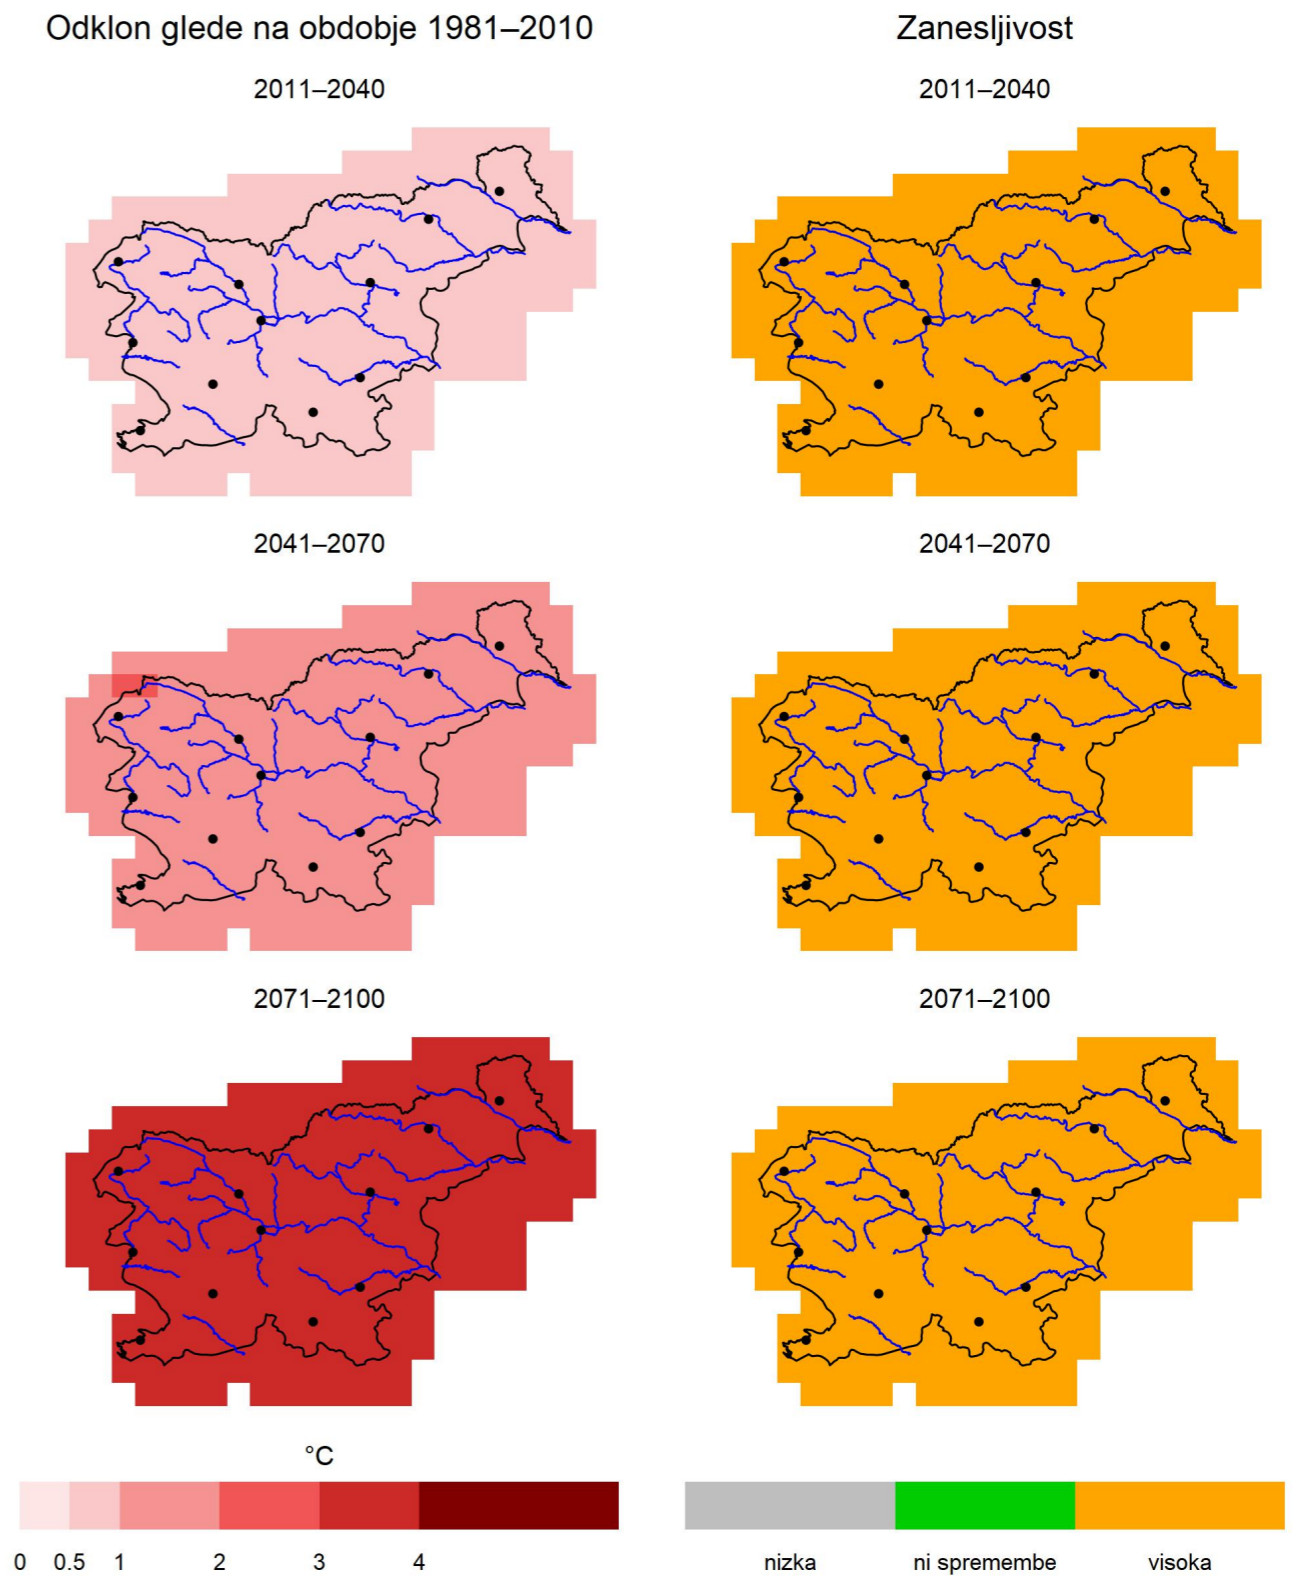 Odklon glede na obdobje 1981–2010
Zanesljivost
2011–2040
2011–2040
2041–2070
2041–2070
2071–2100
2071–2100
°C
0 0.5 1 2 3 4
nizka ni spremembe visoka